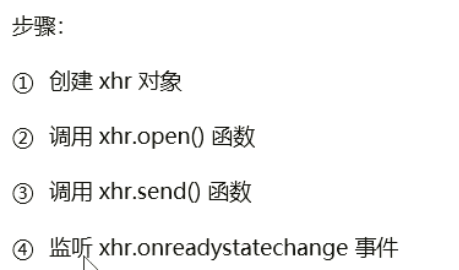 步骤：
① 创建 xhr 对象
② 调用 xhr.open() 函数
③ 调用 xhr.send() 函数
④ 监听 xhr.onreadystatechange 事件